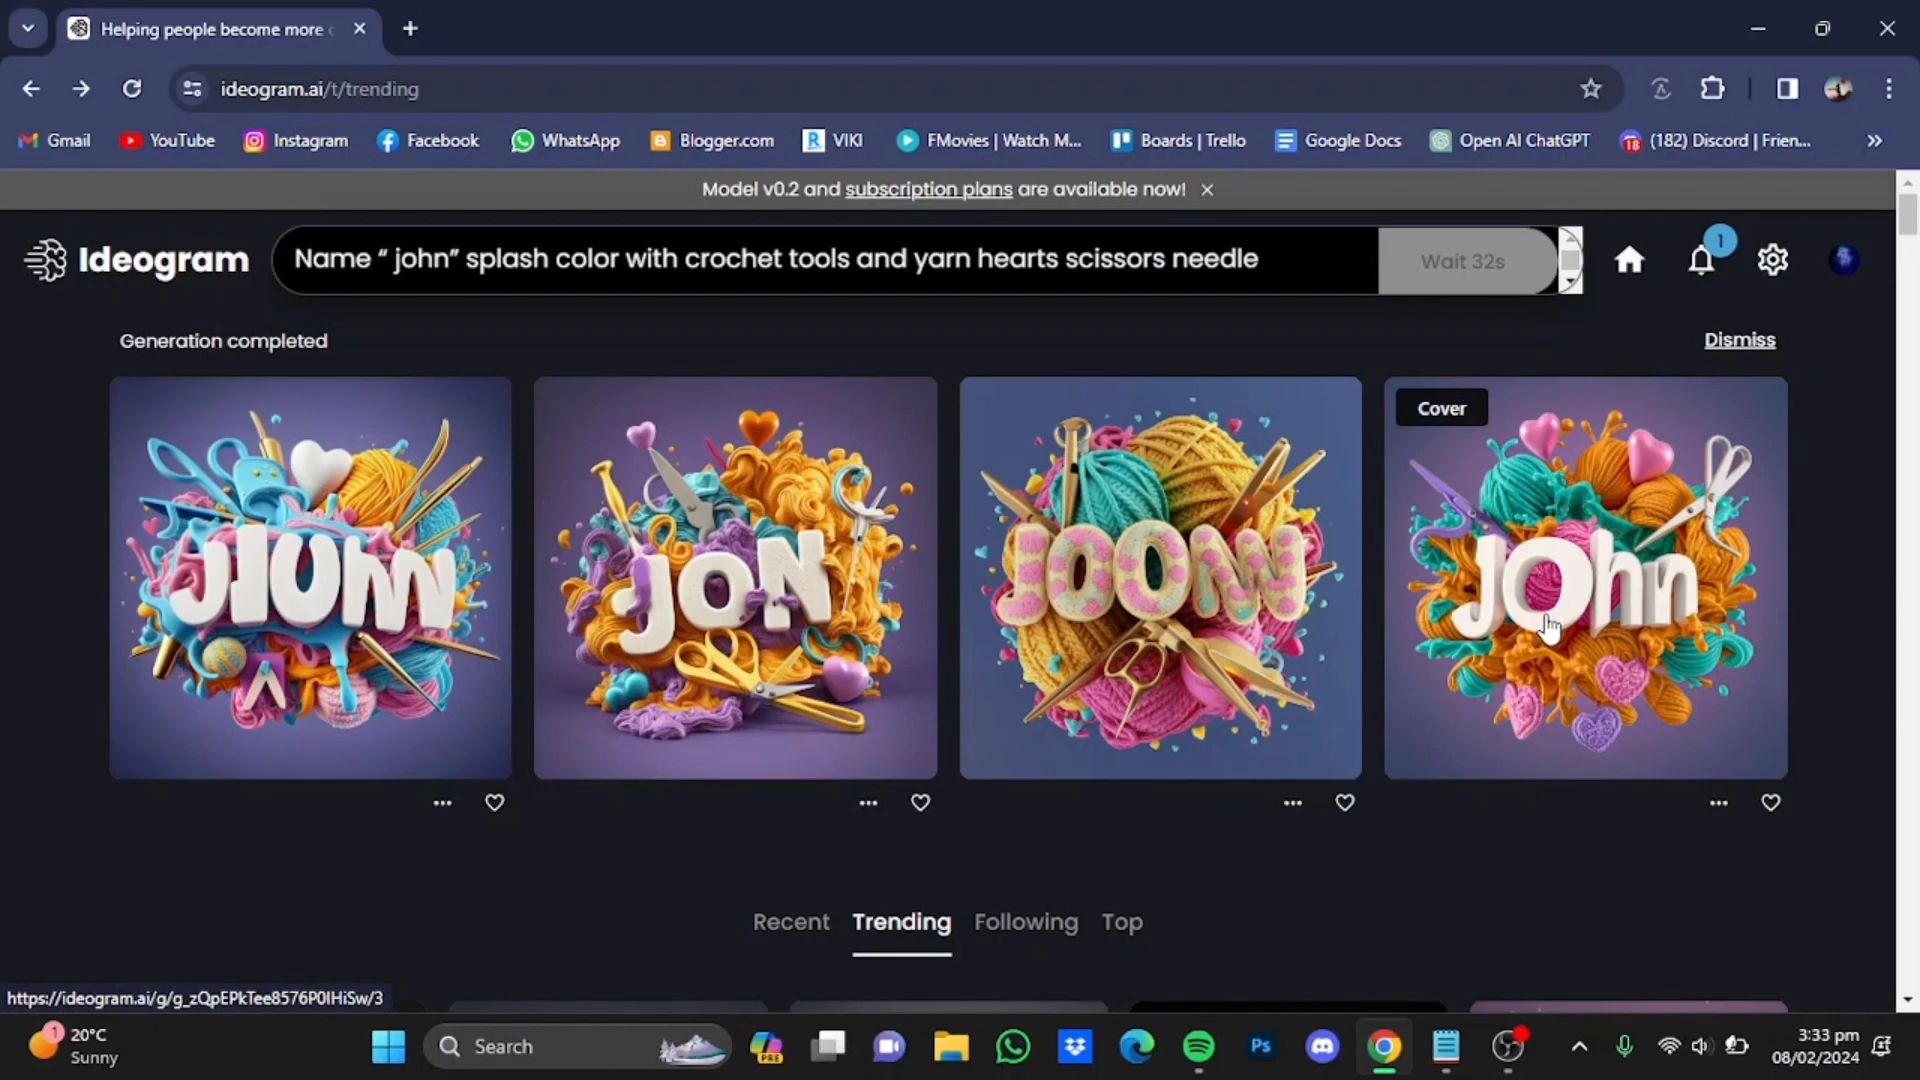 Helping people become more c
ideogram.ai/t/trending
Gmail YouTube Instagram Facebook WhatsApp Blogger.com VIKI FMovies | Watch M... Boards | Trello Google Docs Open AI ChatGPT (182) Discord | Frien...
Model v0.2 and subscription plans are available now!
Ideogram
Name “ john” splash color with crochet tools and yarn hearts scissors needle
Wait 32s
1
Generation completed
Dismiss
Cover
JON
JOOM
John
Recent Trending Following Top
https://ideogram.ai/g/g_zQpEPkTee8576P0IHiSw/3
1
20°C
Sunny
Search
PRE
Ps
3:33 pm
08/02/2024